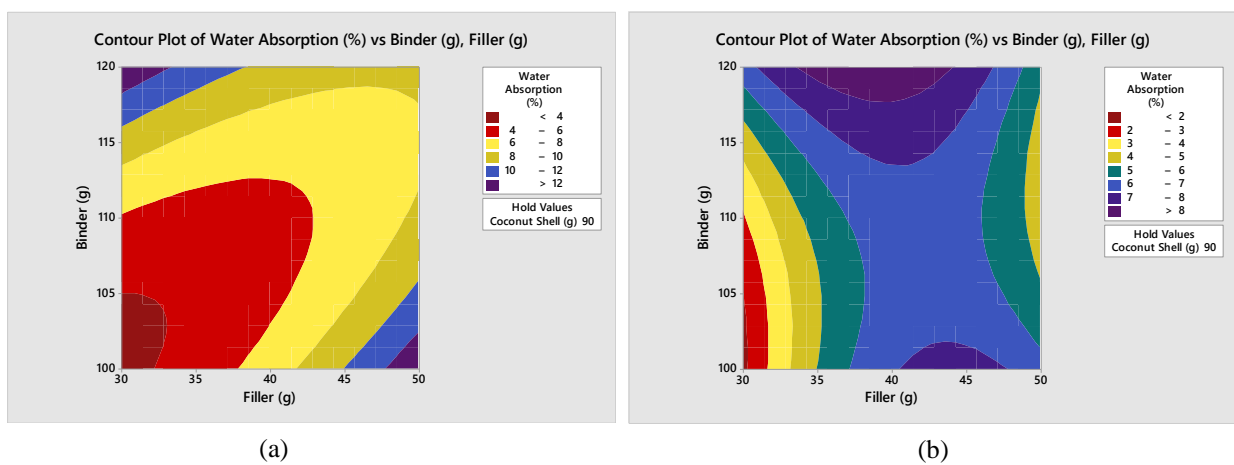 Contour Plot of Water Absorption (%) vs Binder (g), Filler (g)
120
115
110
105
100
Binder (g)
30 35 40 45 50
Filler (g)
Water
Absorption
(%)
< 4
4 – 6
6 – 8
8 – 10
10 – 12
> 12
Hold Values
Coconut Shell (g) 90
(a)
Contour Plot of Water Absorption (%) vs Binder (g), Filler (g)
120
115
110
105
100
Binder (g)
30 35 40 45 50
Filler (g)
Water
Absorption
(%)
< 2
2 – 3
3 – 4
4 – 5
5 – 6
6 – 7
7 – 8
> 8
Hold Values
Coconut Shell (g) 90
(b)